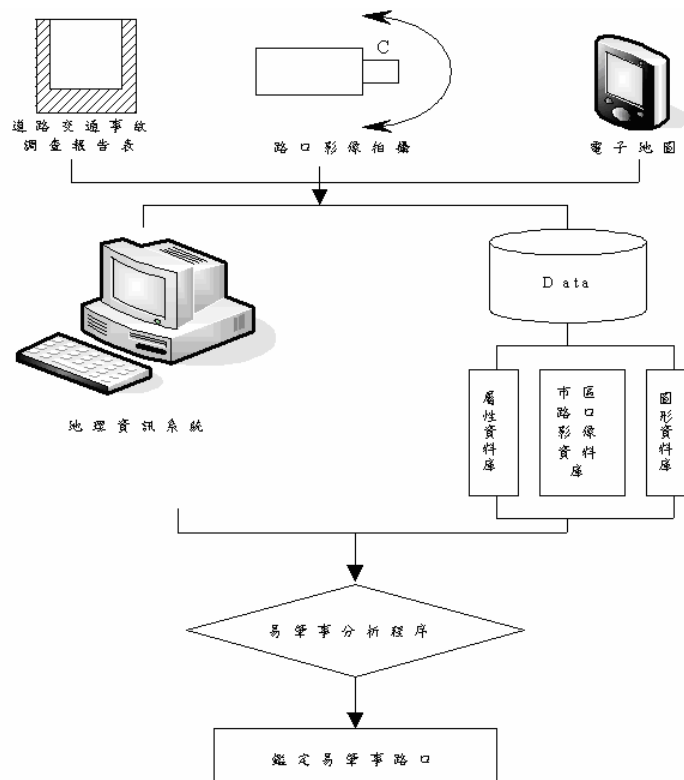 C
道路交通事故
調查報告表
路口影像拍攝
電子地圖
Data
地理資訊系統
屬性資料庫
市區
路口
影像
資料
庫
圖形資料庫
易肇事分析程序
鑑定易肇事路口